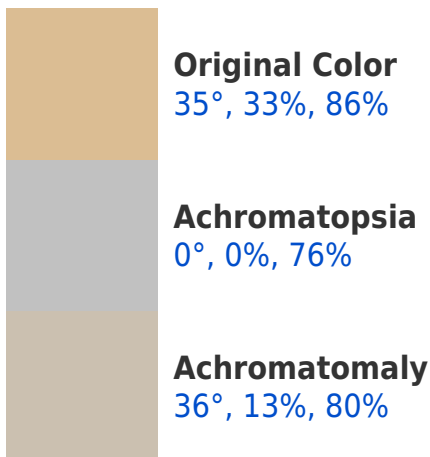 Original Color
35°, 33%, 86%
Achromatopsia
0°, 0%, 76%
Achromatomaly
36°, 13%, 80%